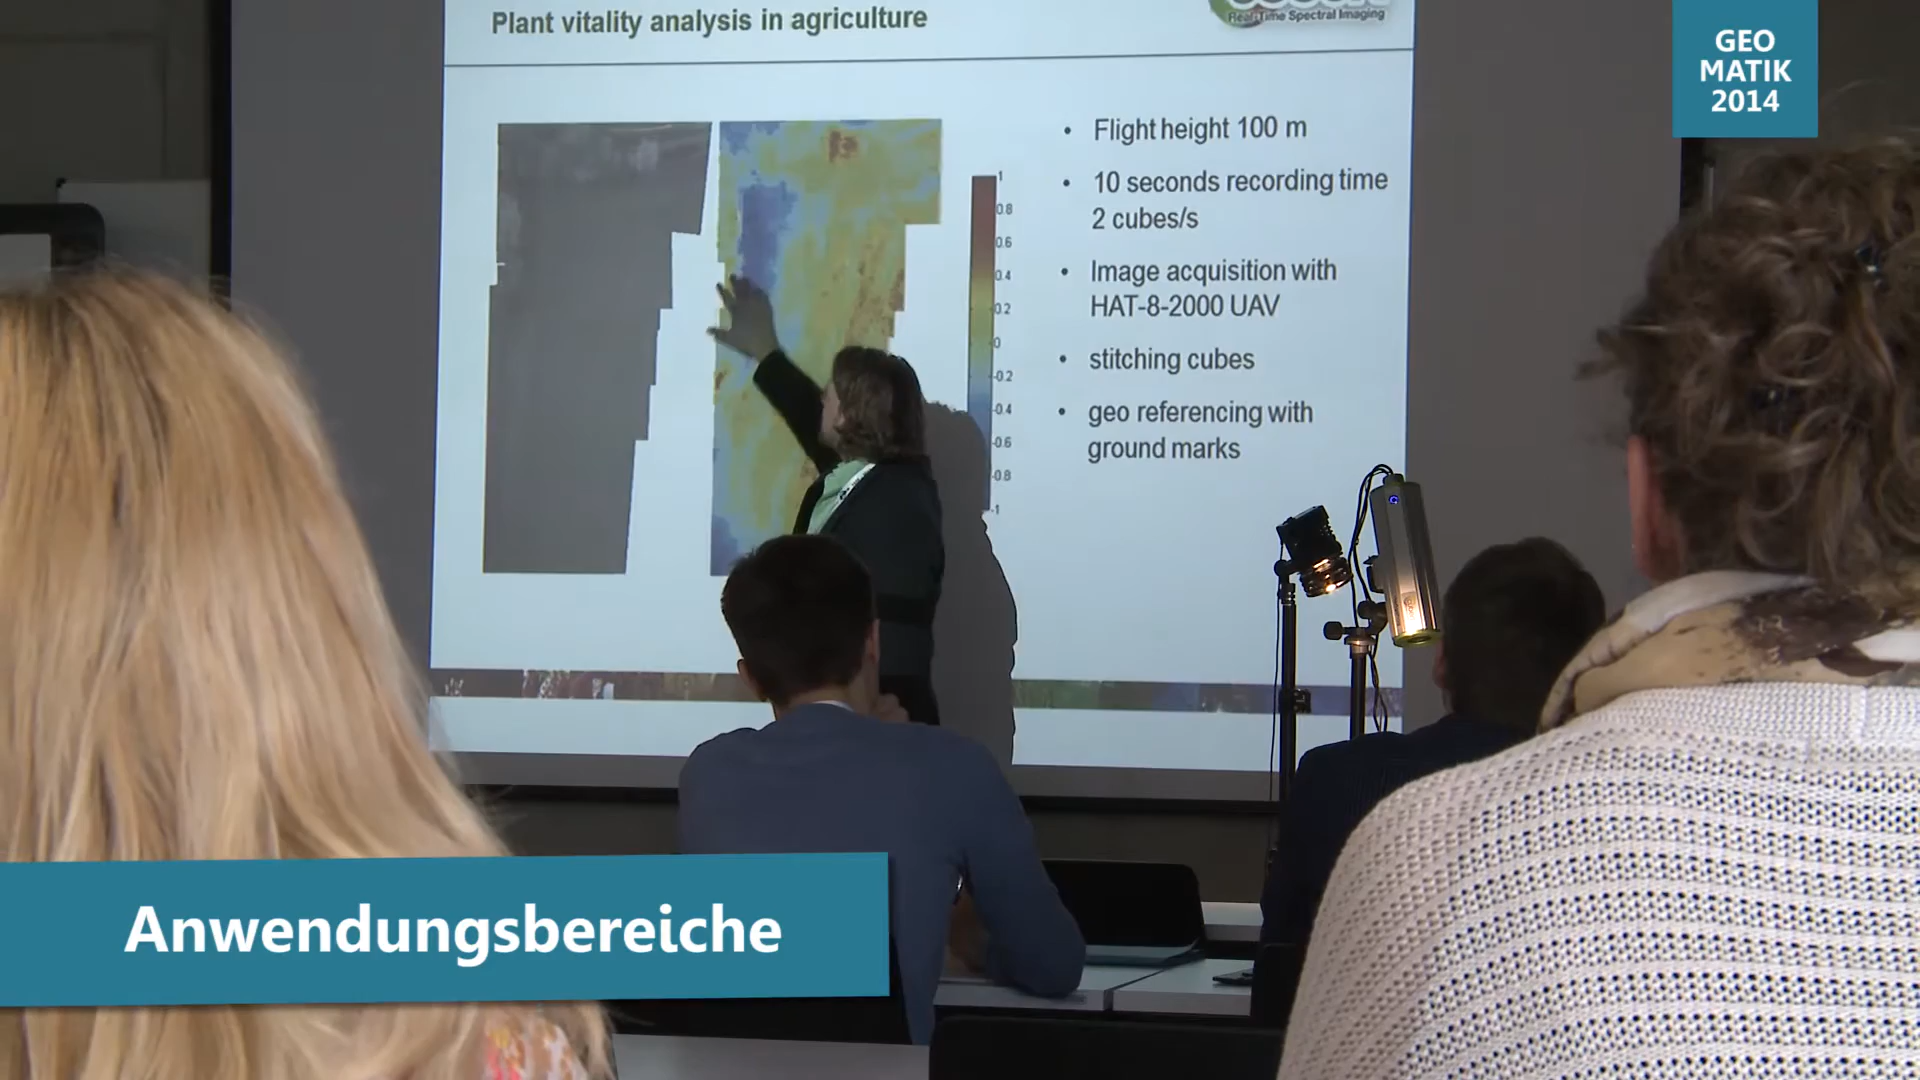 Plant vitality analysis in agriculture
Real-Time Spectral Imaging
GEO
MATIK
2014
• Flight height 100 m
• 10 seconds recording time
2 cubes/s
• Image acquisition with
HAT-8-2000 UAV
• stitching cubes
• geo referencing with
ground marks
1
0.8
0.6
0.4
0.2
0
-0.2
-0.4
-0.6
-0.8
-1
Anwendungsbereiche